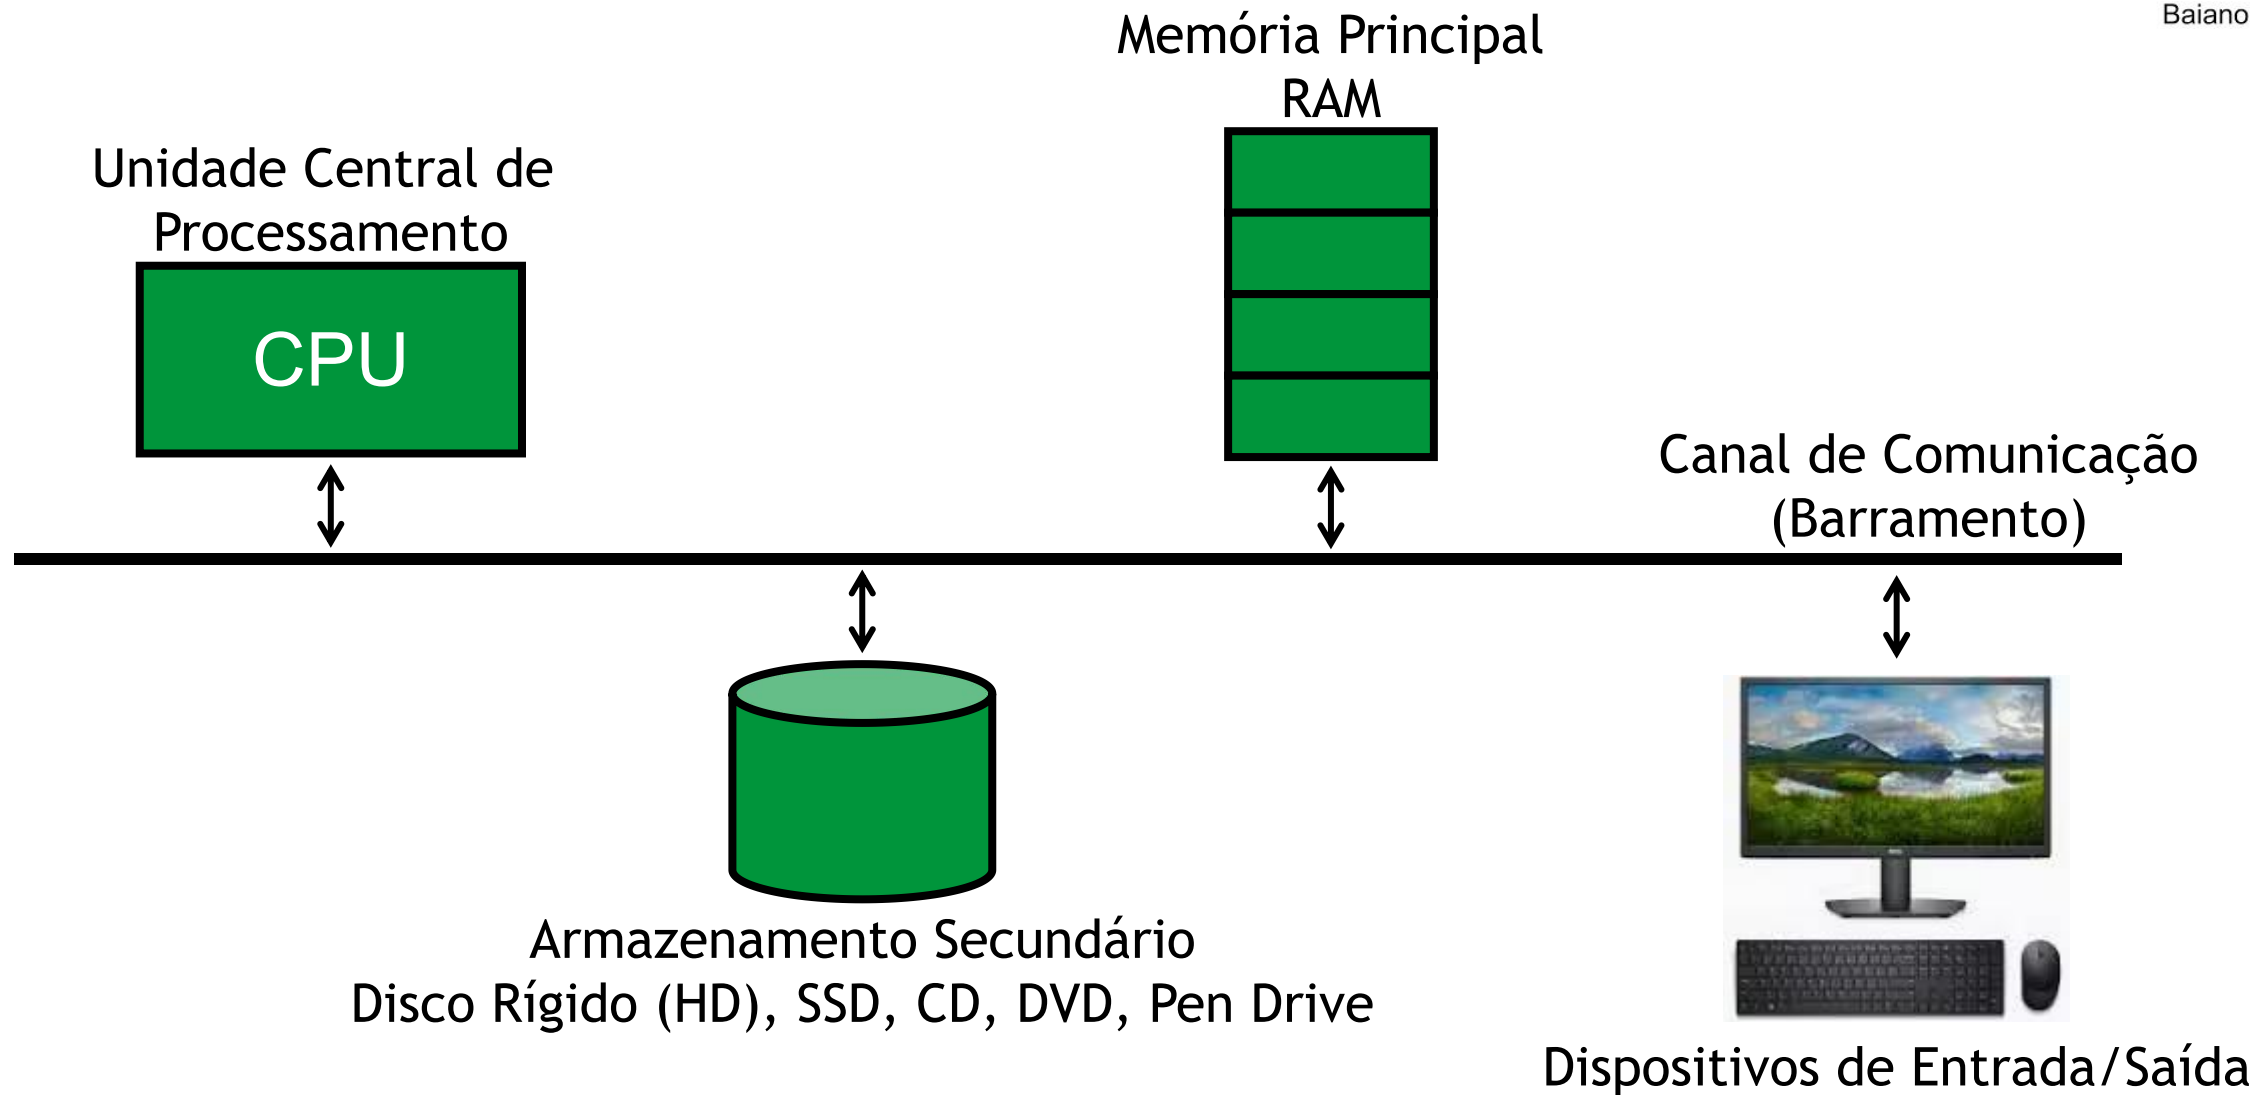 Baiano
Memória Principal
RAM
Unidade Central de
Processamento
CPU
Canal de Comunicação
(Barramento)
Armazenamento Secundário
Disco Rígido (HD), SSD, CD, DVD, Pen Drive
Dispositivos de Entrada/Saída